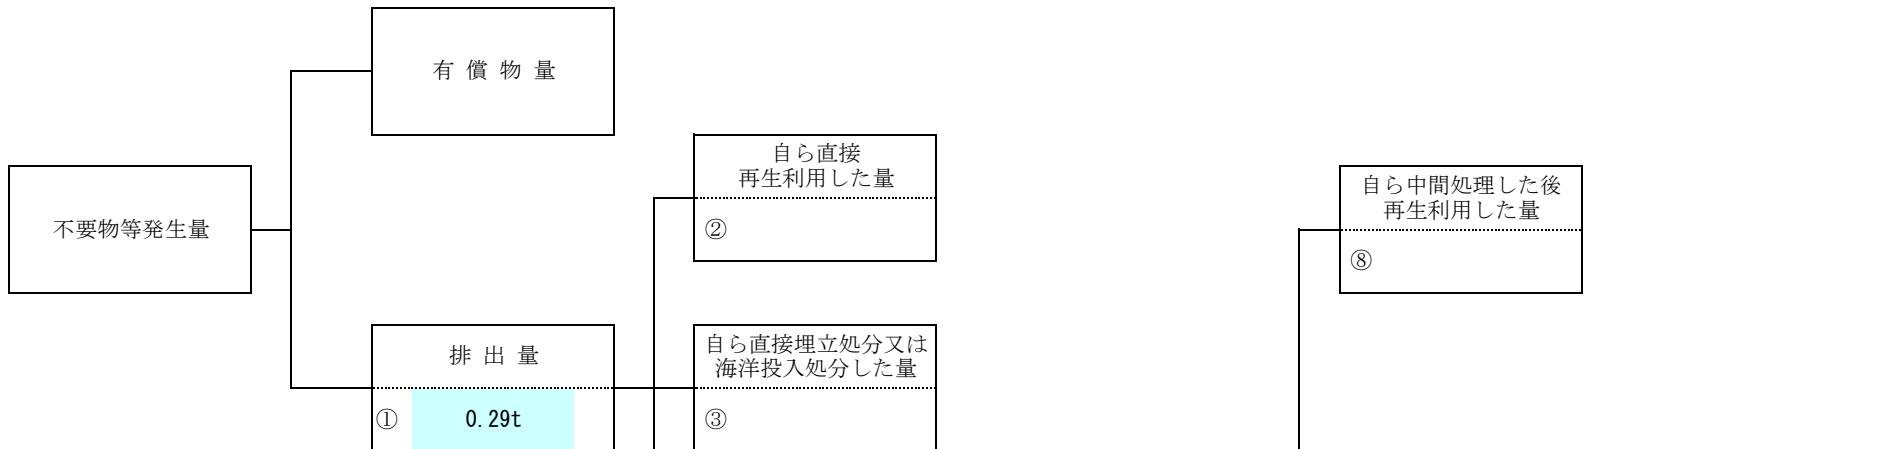 有償物量
自ら直接
再生利用した量
②
自ら中間処理した後
再生利用した量
⑧
不要物等発生量
排出量
① 0.29t
自ら直接埋立処分又は
海洋投入処分した量
③